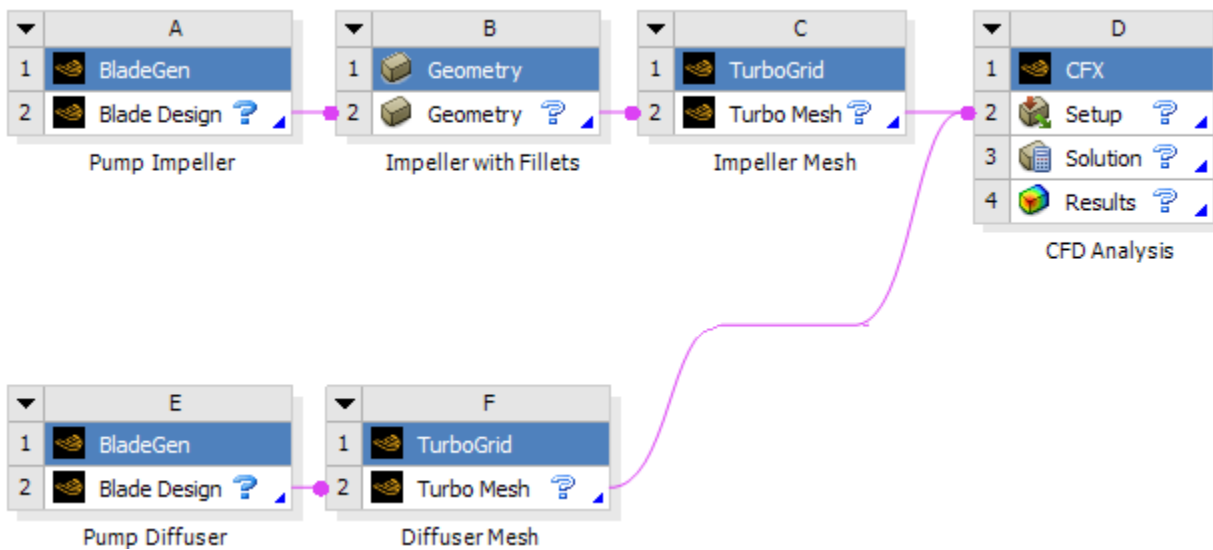 A
1 BladeGen
2 Blade Design ?
Pump Impeller
B
1 Geometry
2 Geometry ?
Impeller with Fillets
C
1 TurboGrid
2 Turbo Mesh ?
Impeller Mesh
D
1 CFX
2 Setup ?
3 Solution ?
4 Results ?
CFD Analysis
E
1 BladeGen
2 Blade Design ?
Pump Diffuser
F
1 TurboGrid
2 Turbo Mesh ?
Diffuser Mesh